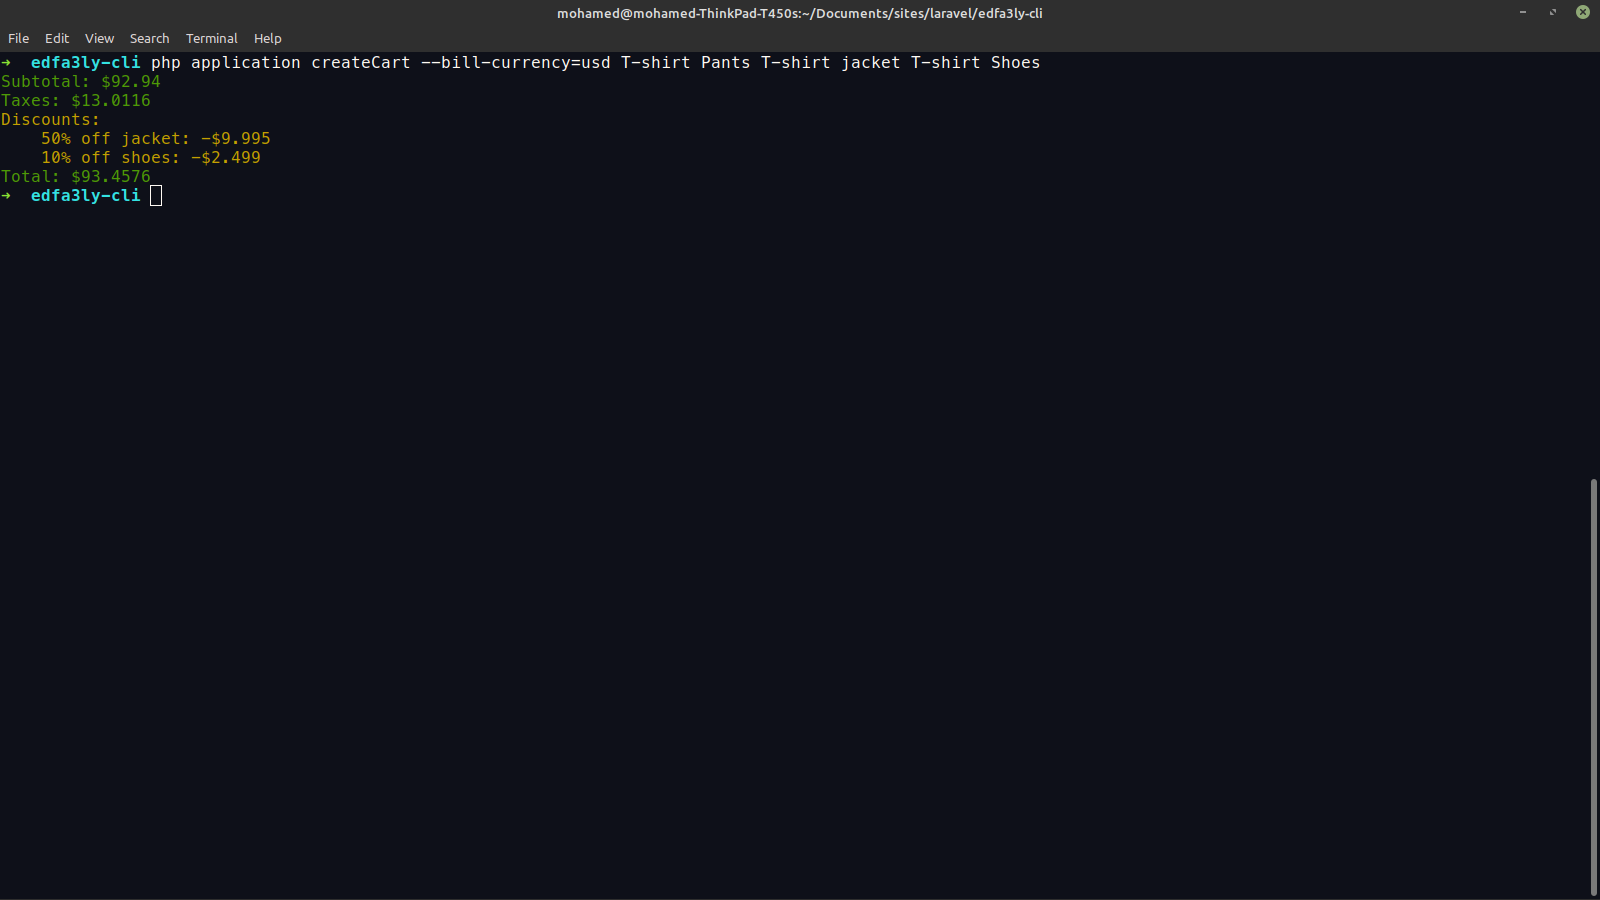 mohamed@mohamed-ThinkPad-T450s:~/Documents/sites/laravel/edfa3ly-cli
File Edit View Search Terminal Help
➜  edfa3ly-cli php application createCart --bill-currency=usd T-shirt Pants T-shirt jacket T-shirt Shoes
Subtotal: $92.94
Taxes: $13.0116
Discounts:
    50% off jacket: -$9.995
    10% off shoes: -$2.499
Total: $93.4576
➜  edfa3ly-cli